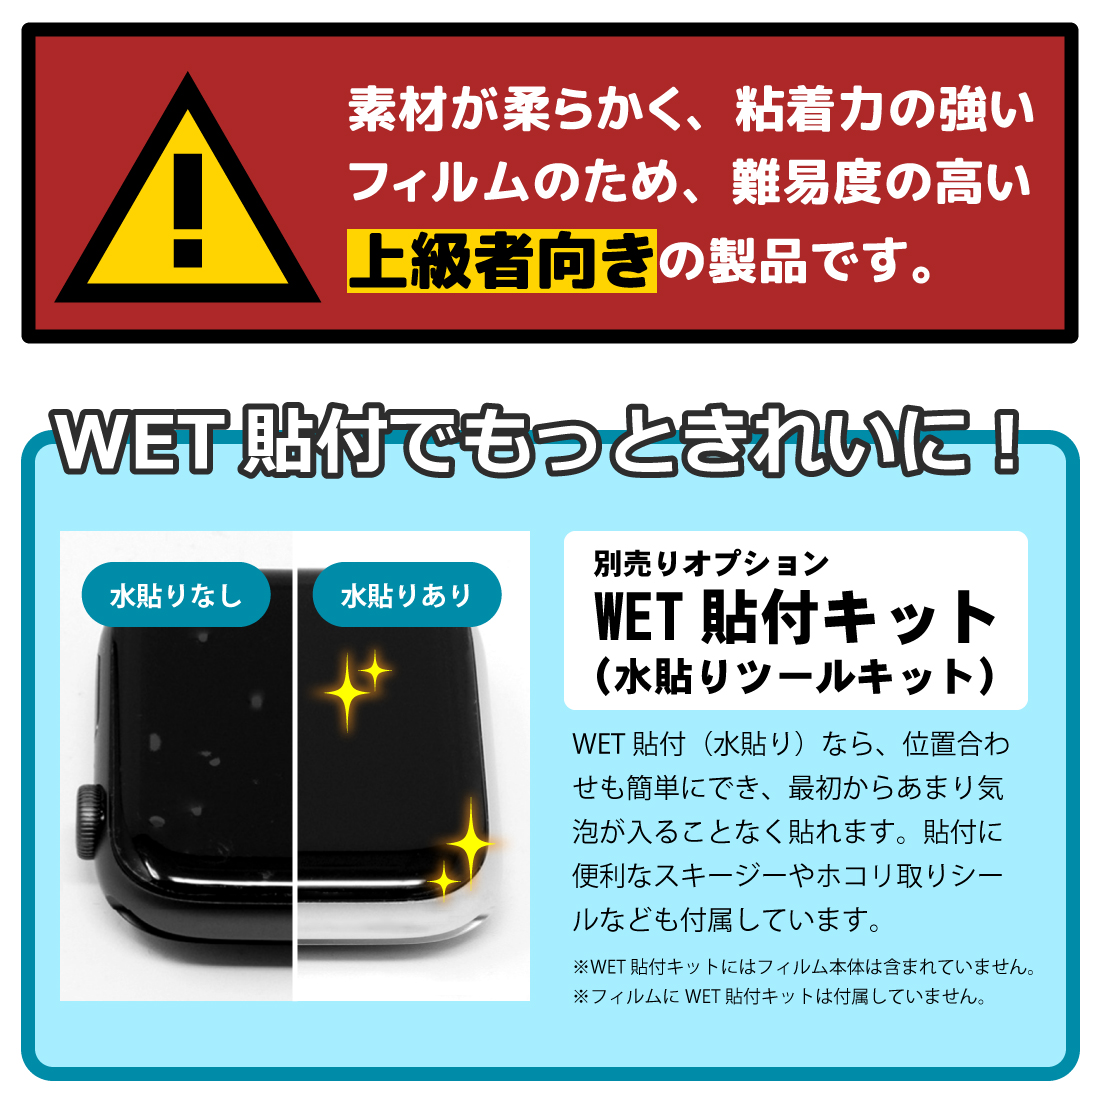 素材が柔らかく、粘着力の強い
フィルムのため、難易度の高い
上級者向きの製品です。
WET 貼付でもっときれいに！
水貼りなし
水貼りあり
別売りオプション
WET 貼付キット
（水貼りツールキット）
WET 貼付（水貼り）なら、位置合わ
せも簡単にでき、最初からあまり気
泡が入ることなく貼れます。貼付に
便利なスキージーやホコリ取りシー
ルなども付属しています。
※WET 貼付キットにはフィルム本体は含まれていません。
※フィルムに WET 貼付キットは付属していません。